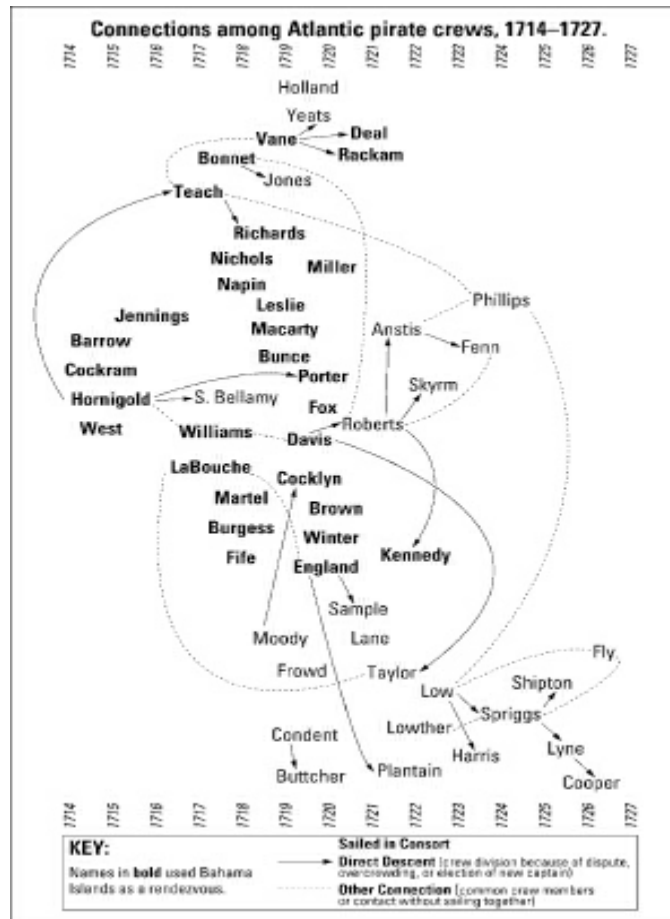 Connections among Atlantic pirate crews, 1714–1727.
1714 1715 1716 1717 1718 1719 1720 1721 1722 1723 1724 1725 1726 1727
Holland
Yeats
Vane
Deal
Rackam
Bonnet
Jones
Teach
Richards
Nichols
Miller
Napin
Leslie
Phillips
Jennings
Macarty
Anstis
Barrow
Fenn
Bunce
Cockram
Porter
Skyrm
Hornigold
S. Bellamy
Fox
Roberts
West
Williams
Davis
LaBouche
Cocklyn
Martel
Brown
Burgess
Winter
Fife
Kennedy
England
Sample
Moody
Lane
Fly
Frowd
Taylor
Shipton
Low
Spriggs
Lowther
Condent
Lyne
Harris
Buttcher
Plantain
Cooper
1714 1715 1716 1717 1718 1719 1720 1721 1722 1723 1724 1725 1726 1727
KEY:
Names in bold used Bahama
Islands as a rendezvous.
Sailed in Consort
Direct Descent (crew division because of dispute,
overcrowding, or election of new captain)
Other Connection (common crew members
or contact without sailing together)